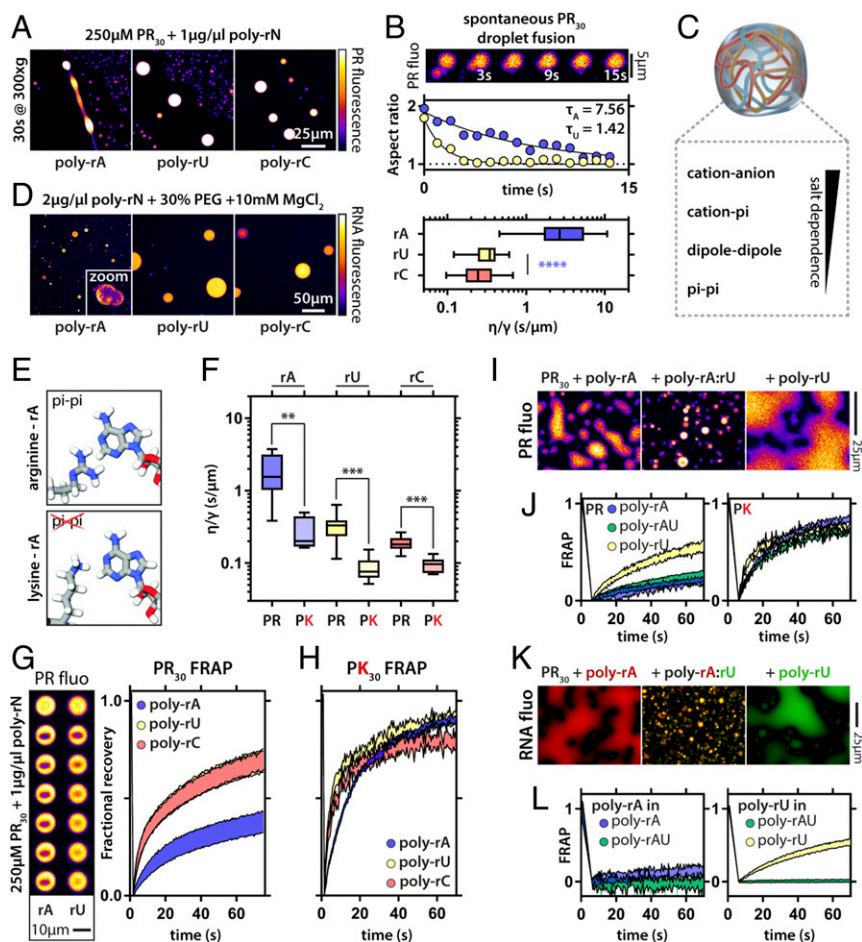 A
250μM PR30 + 1μg/μl poly-rN
30s @ 300xg
PR fluorescence
25μm
poly-rA poly-rU poly-rC
B
spontaneous PR30
droplet fusion
PR fluo
3s 9s 15s
5μm
Aspect ratio
2
1
τA = 7.56
τU = 1.42
0 15
time (s)
rA
rU
rC
****
0.1 1 10
η/γ (s/μm)
C
cation-anion
cation-pi
dipole-dipole
pi-pi
salt dependence
D
2μg/μl poly-rN + 30% PEG +10mM MgCl2
zoom
RNA fluorescence
50μm
poly-rA poly-rU poly-rC
E
arginine - rA
pi-pi
lysine - rA
pi-pi
F
rA rU rC
** *** ***
η/γ (s/μm)
10
1
0.1
PR PK PR PK PR PK
G
PR fluo
250μM PR30 + 1μg/μl poly-rN
rA rU
10μm
PR30 FRAP
Fractional recovery
1.0
0.0
poly-rA
poly-rU
poly-rC
0 20 40 60
time (s)
H
PK30 FRAP
poly-rA
poly-rU
poly-rC
0 20 40 60
time (s)
I
PR30 + poly-rA + poly-rA:rU + poly-rU
PR fluo
25μm
J
FRAP
1
0
PR
poly-rA
poly-rAU
poly-rU
0 20 40 60
time (s)
PK
0 20 40 60
time (s)
K
PR30 + poly-rA + poly-rA:rU + poly-rU
RNA fluo
25μm
L
FRAP
1
0
poly-rA in
poly-rA
poly-rAU
0 20 40 60
time (s)
poly-rU in
poly-rAU
poly-rU
1
0
0 20 40 60
time (s)